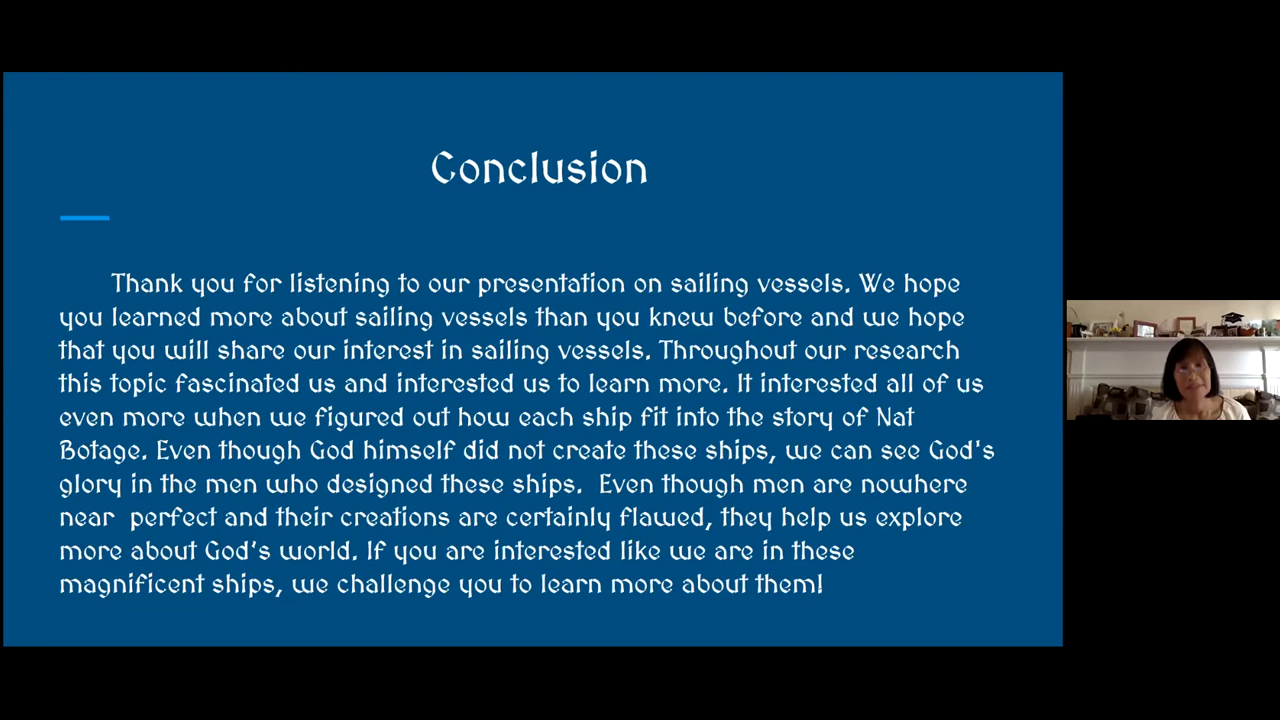 Conclusion
Thank you for listening to our presentation on sailing vessels. We hope
you learned more about sailing vessels than you knew before and we hope
that you will share our interest in sailing vessels. Throughout our research
this topic fascinated us and interested us to learn more. It interested all of us
even more when we figured out how each ship fit into the story of Nat
Botage. Even though God himself did not create these ships, we can see God's
glory in the men who designed these ships.  Even though men are nowhere
near  perfect and their creations are certainly flawed, they help us explore
more about God's world. If you are interested like we are in these
magnificent ships, we challenge you to learn more about them!